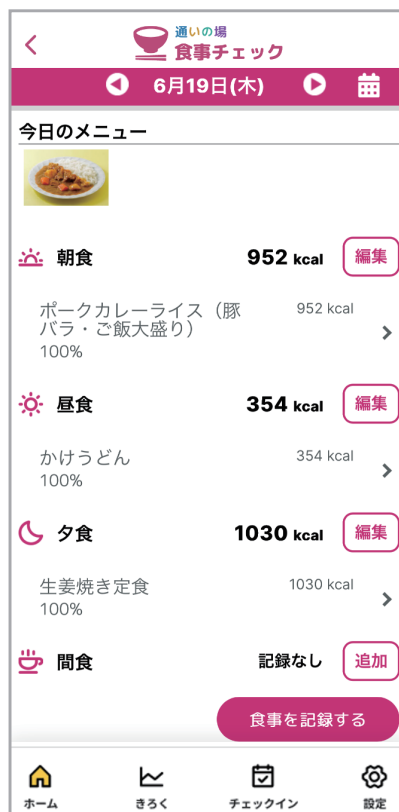 通いの場
食事チェック
6月19日(木)
今日のメニュー
朝食 952 kcal 編集
ポークカレーライス（豚 952 kcal
バラ・ご飯大盛り）
100%
昼食 354 kcal 編集
かけうどん 354 kcal
100%
夕食 1030 kcal 編集
生姜焼き定食 1030 kcal
100%
間食 記録なし 追加
食事を記録する
ホーム きろく チェックイン 設定